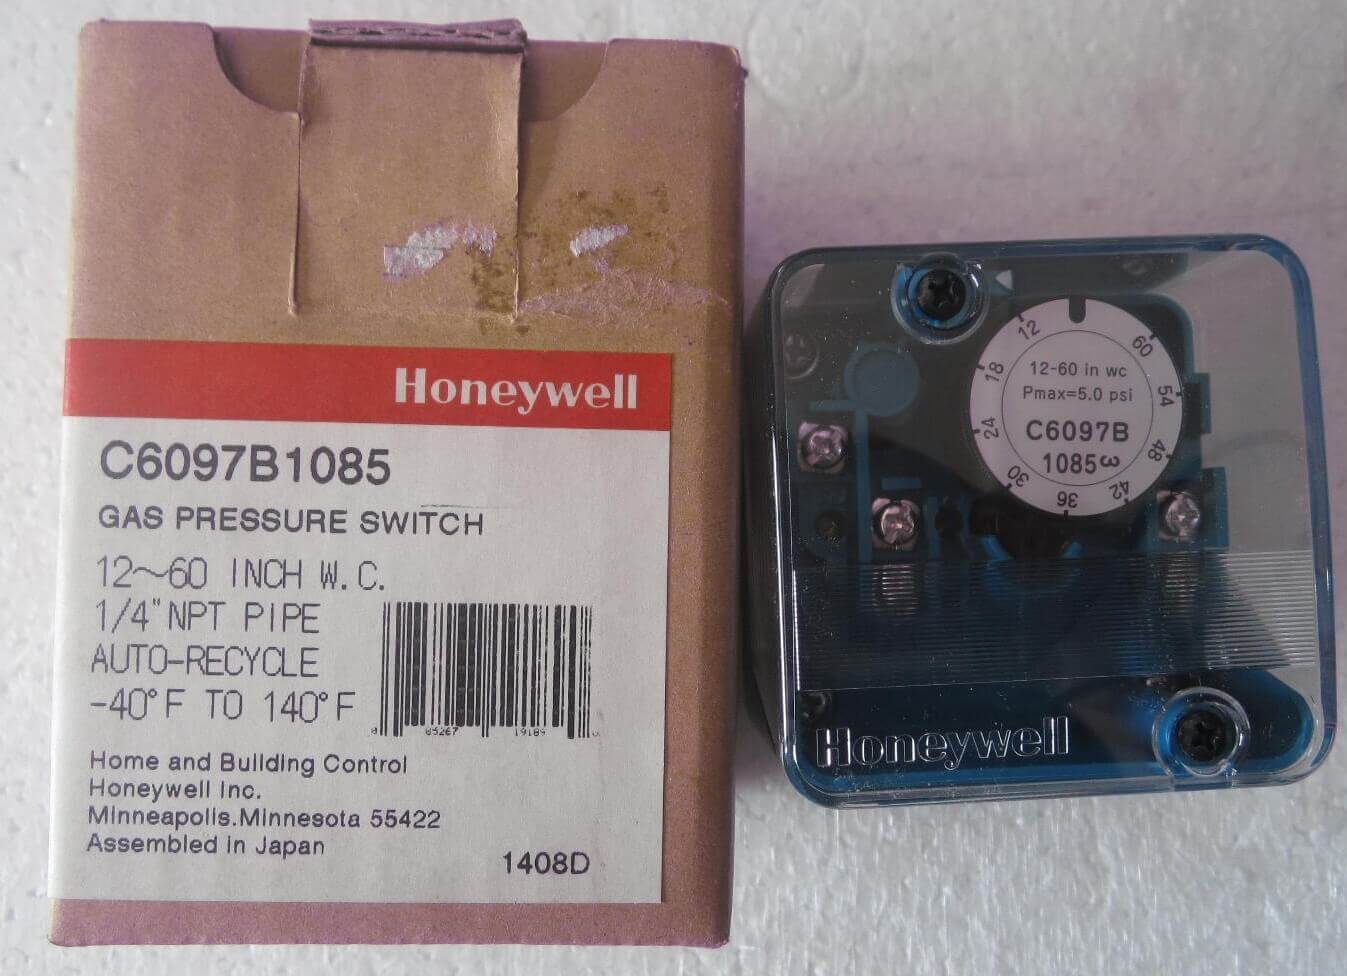 Honeywell
C6097B1085
GAS PRESSURE SWITCH
12~60 INCH W.C.
1/4"NPT PIPE
AUTO-RECYCLE
-40°F TO 140°F
85267 19189
Home and Building Control
Honeywell Inc.
Minneapolis.Minnesota 55422
Assembled in Japan
1408D
12
18
24
30
36
42
48
54
60
12-60 in wc
Pmax=5.0 psi
C6097B
1085
Honeywell